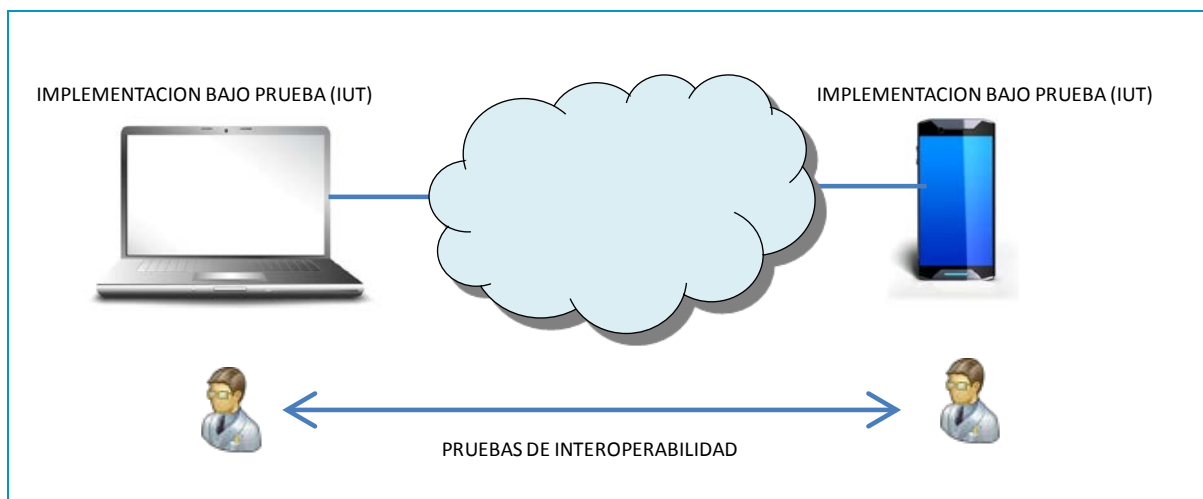 IMPLEMENTACION BAJO PRUEBA (IUT)
IMPLEMENTACION BAJO PRUEBA (IUT)
PRUEBAS DE INTEROPERABILIDAD